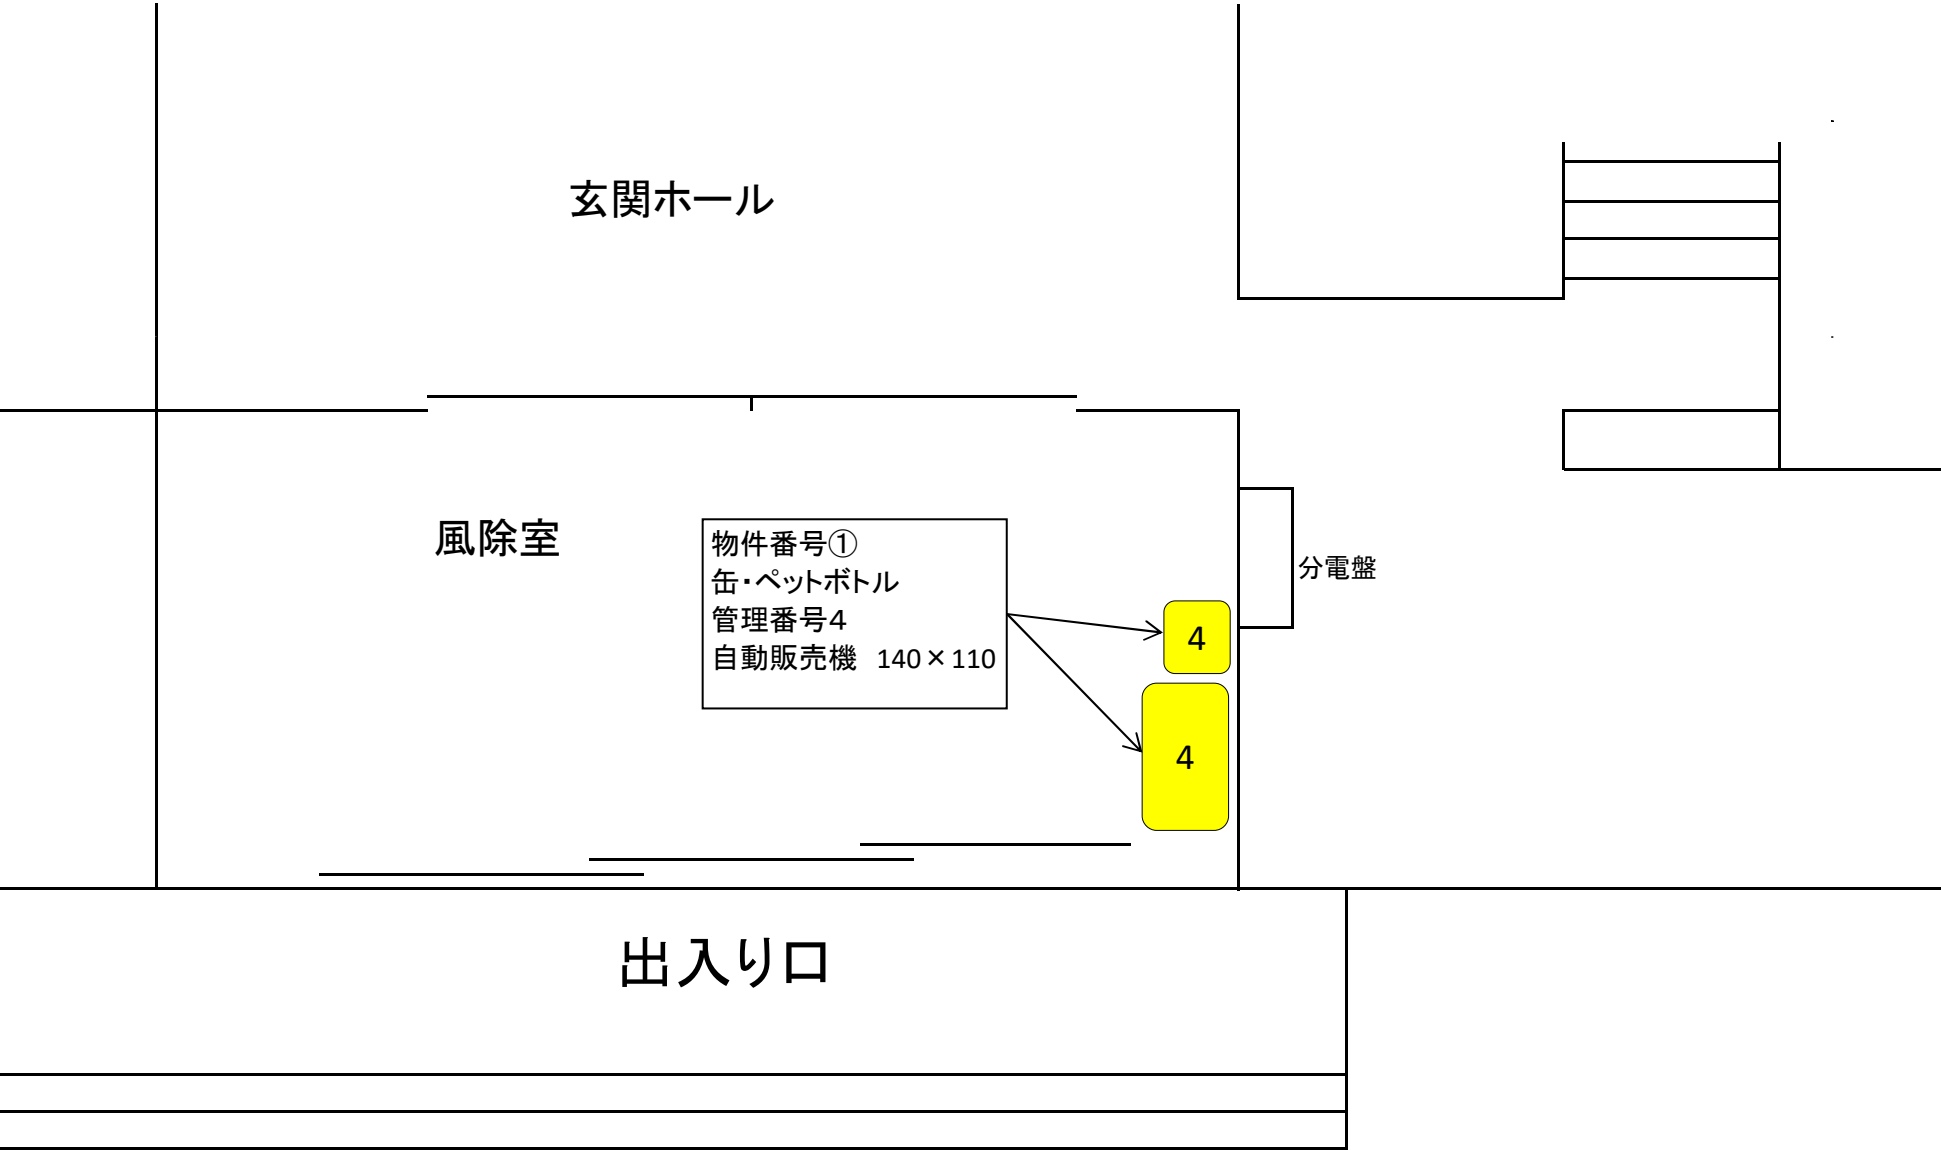 玄関ホール
風除室
物件番号①
缶・ペットボトル
管理番号4
自動販売機　140×110
分電盤
4
4
出入り口